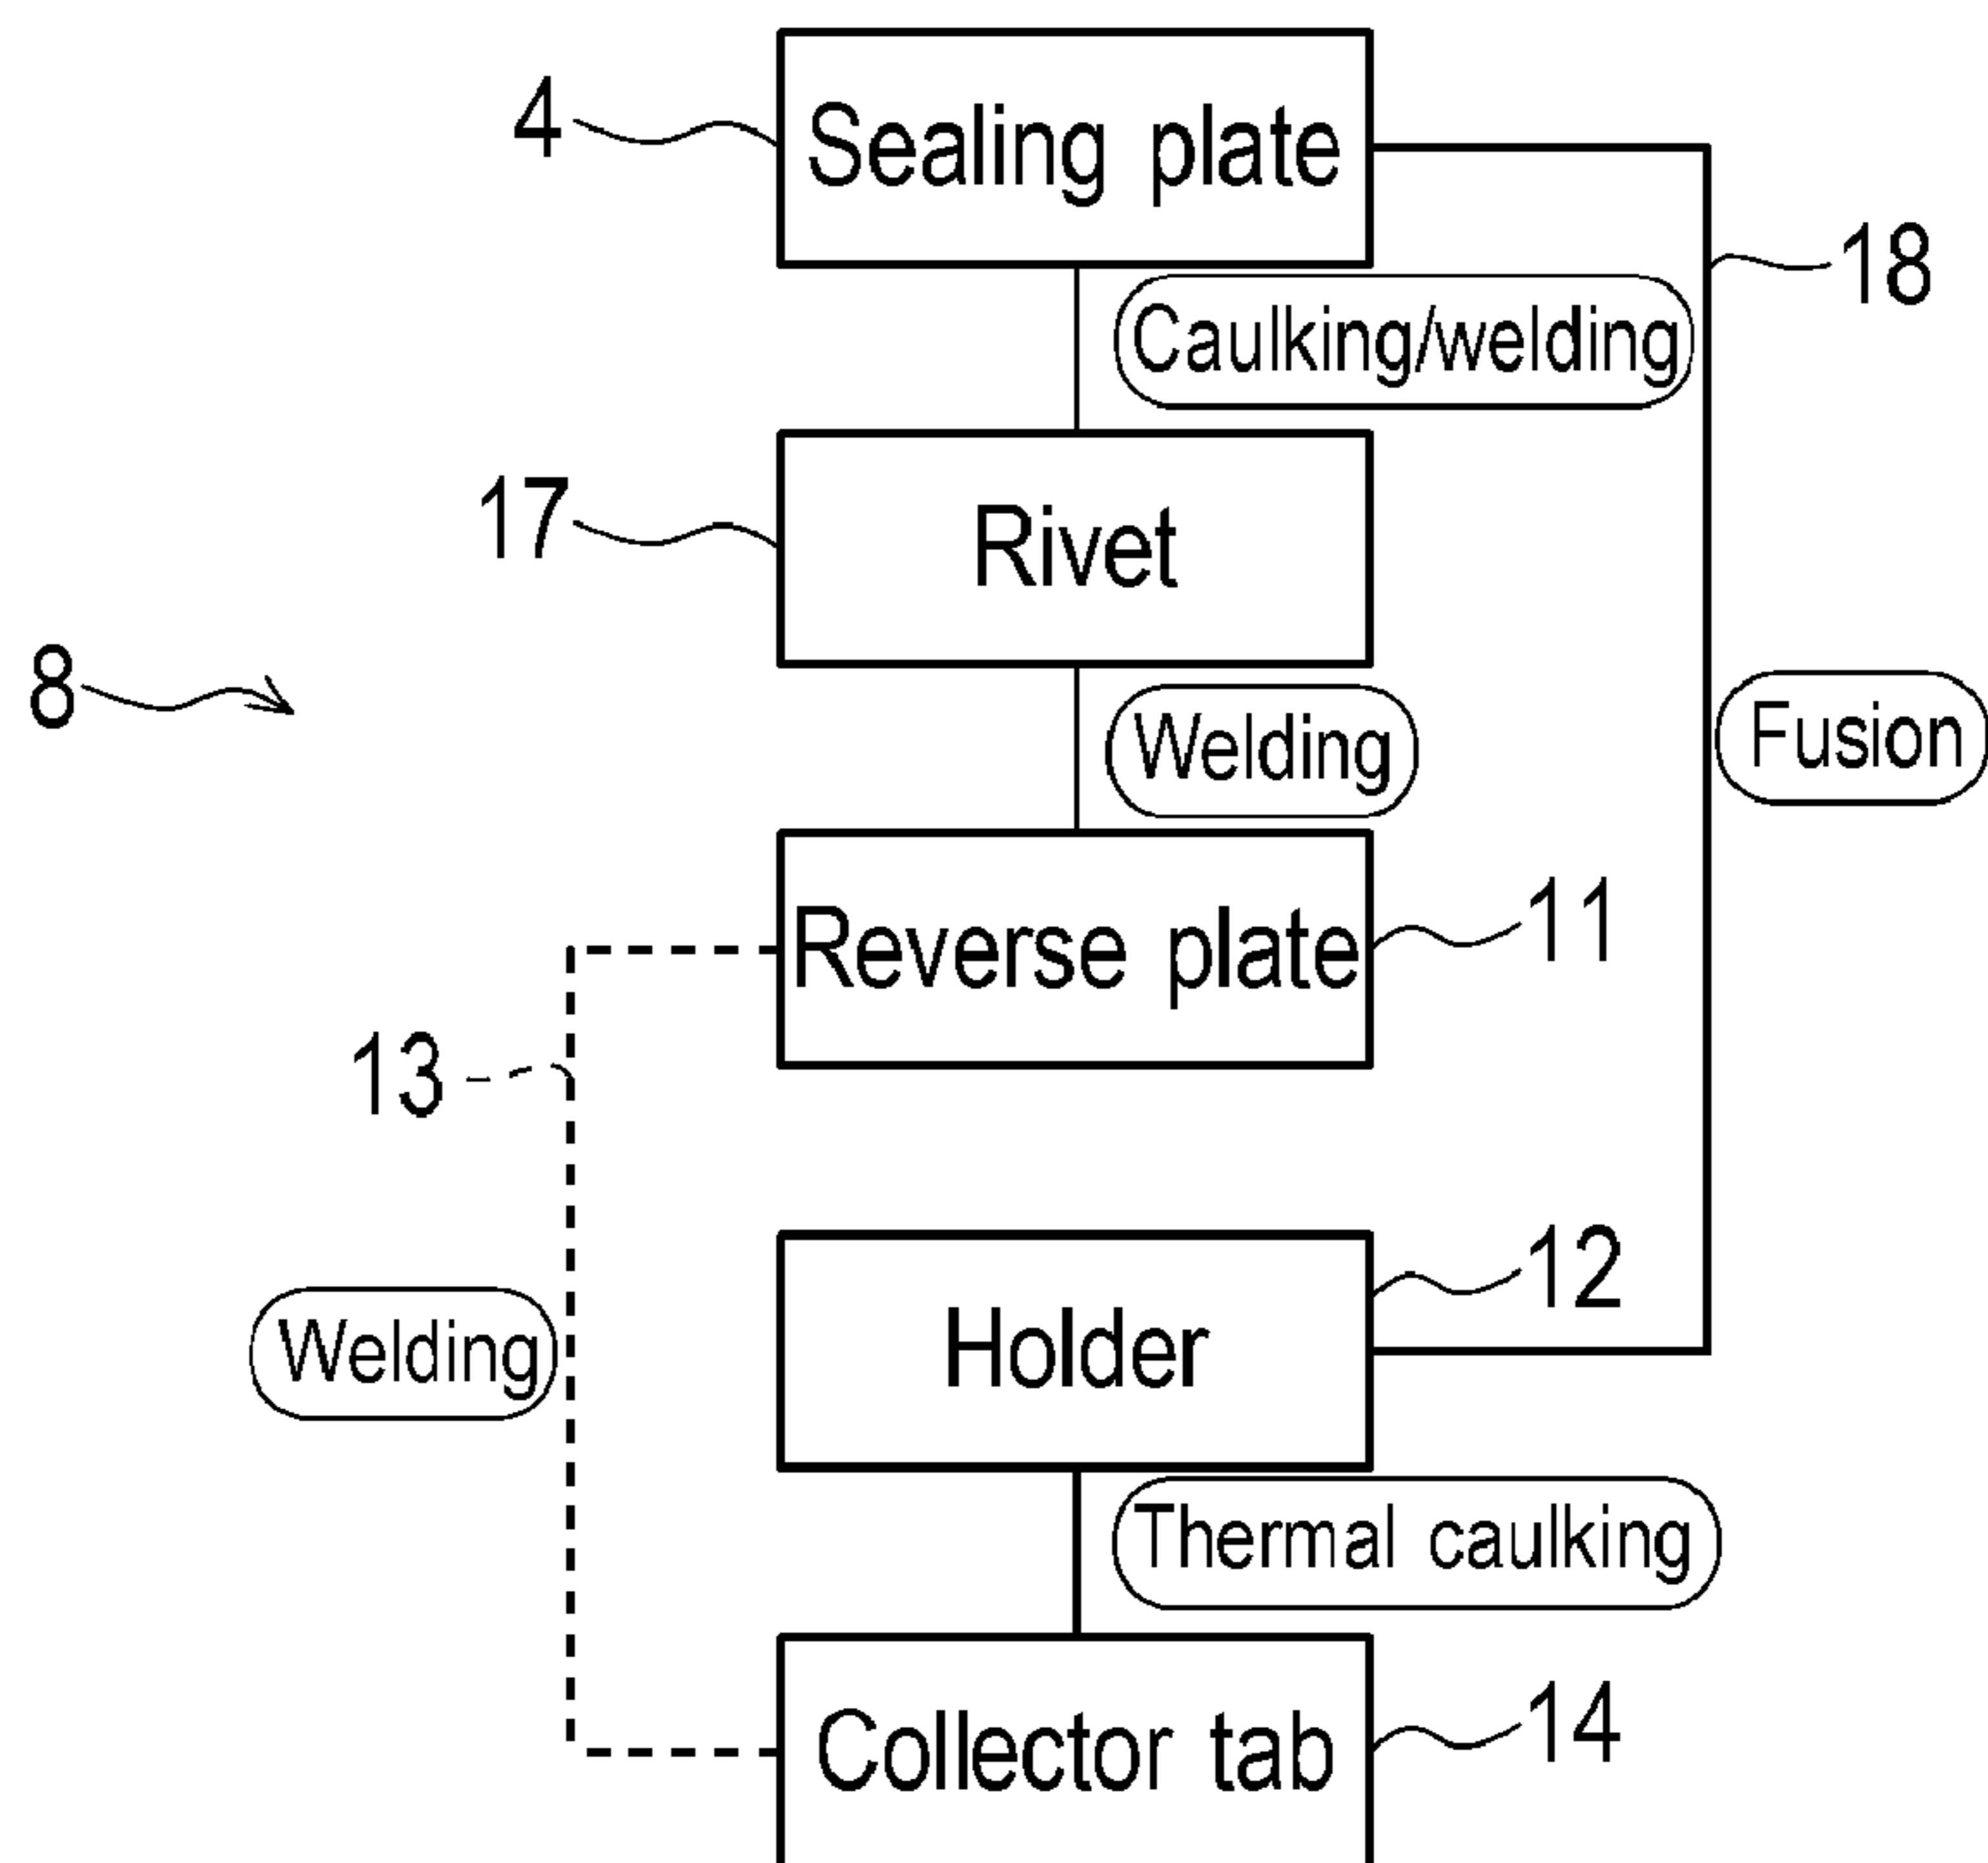 4
Sealing plate
18
Caulking/welding
17
Rivet
8
Welding
Fusion
Reverse plate
11
13
12
Holder
Welding
Thermal caulking
14
Collector tab